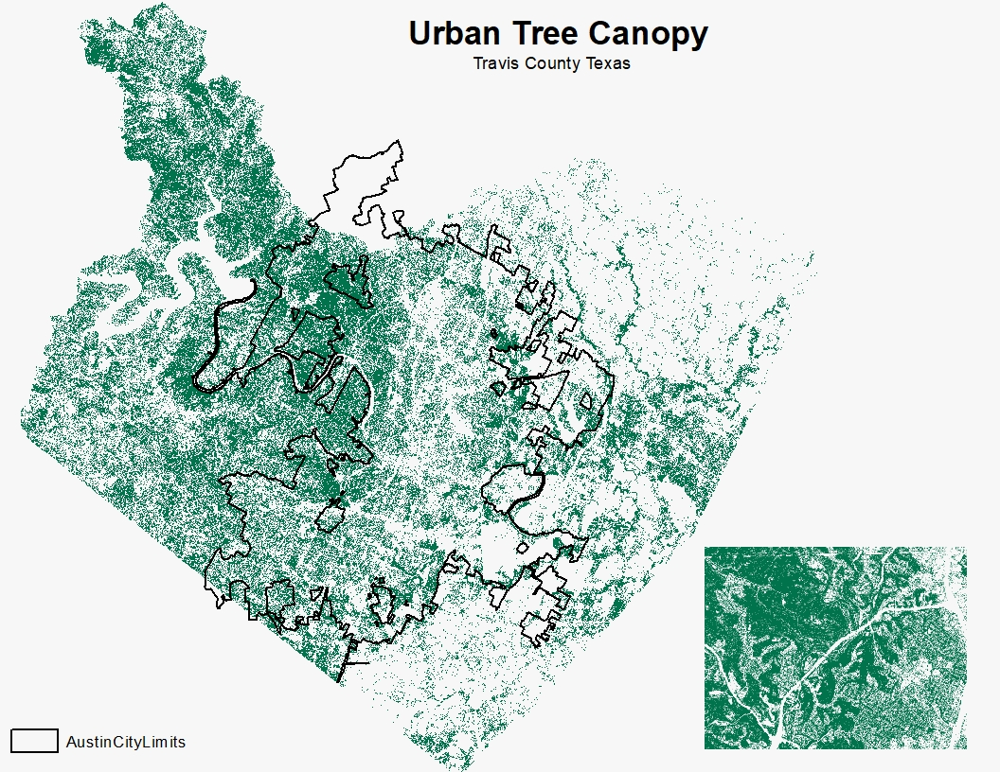 Urban Tree Canopy
Travis County Texas
AustinCityLimits